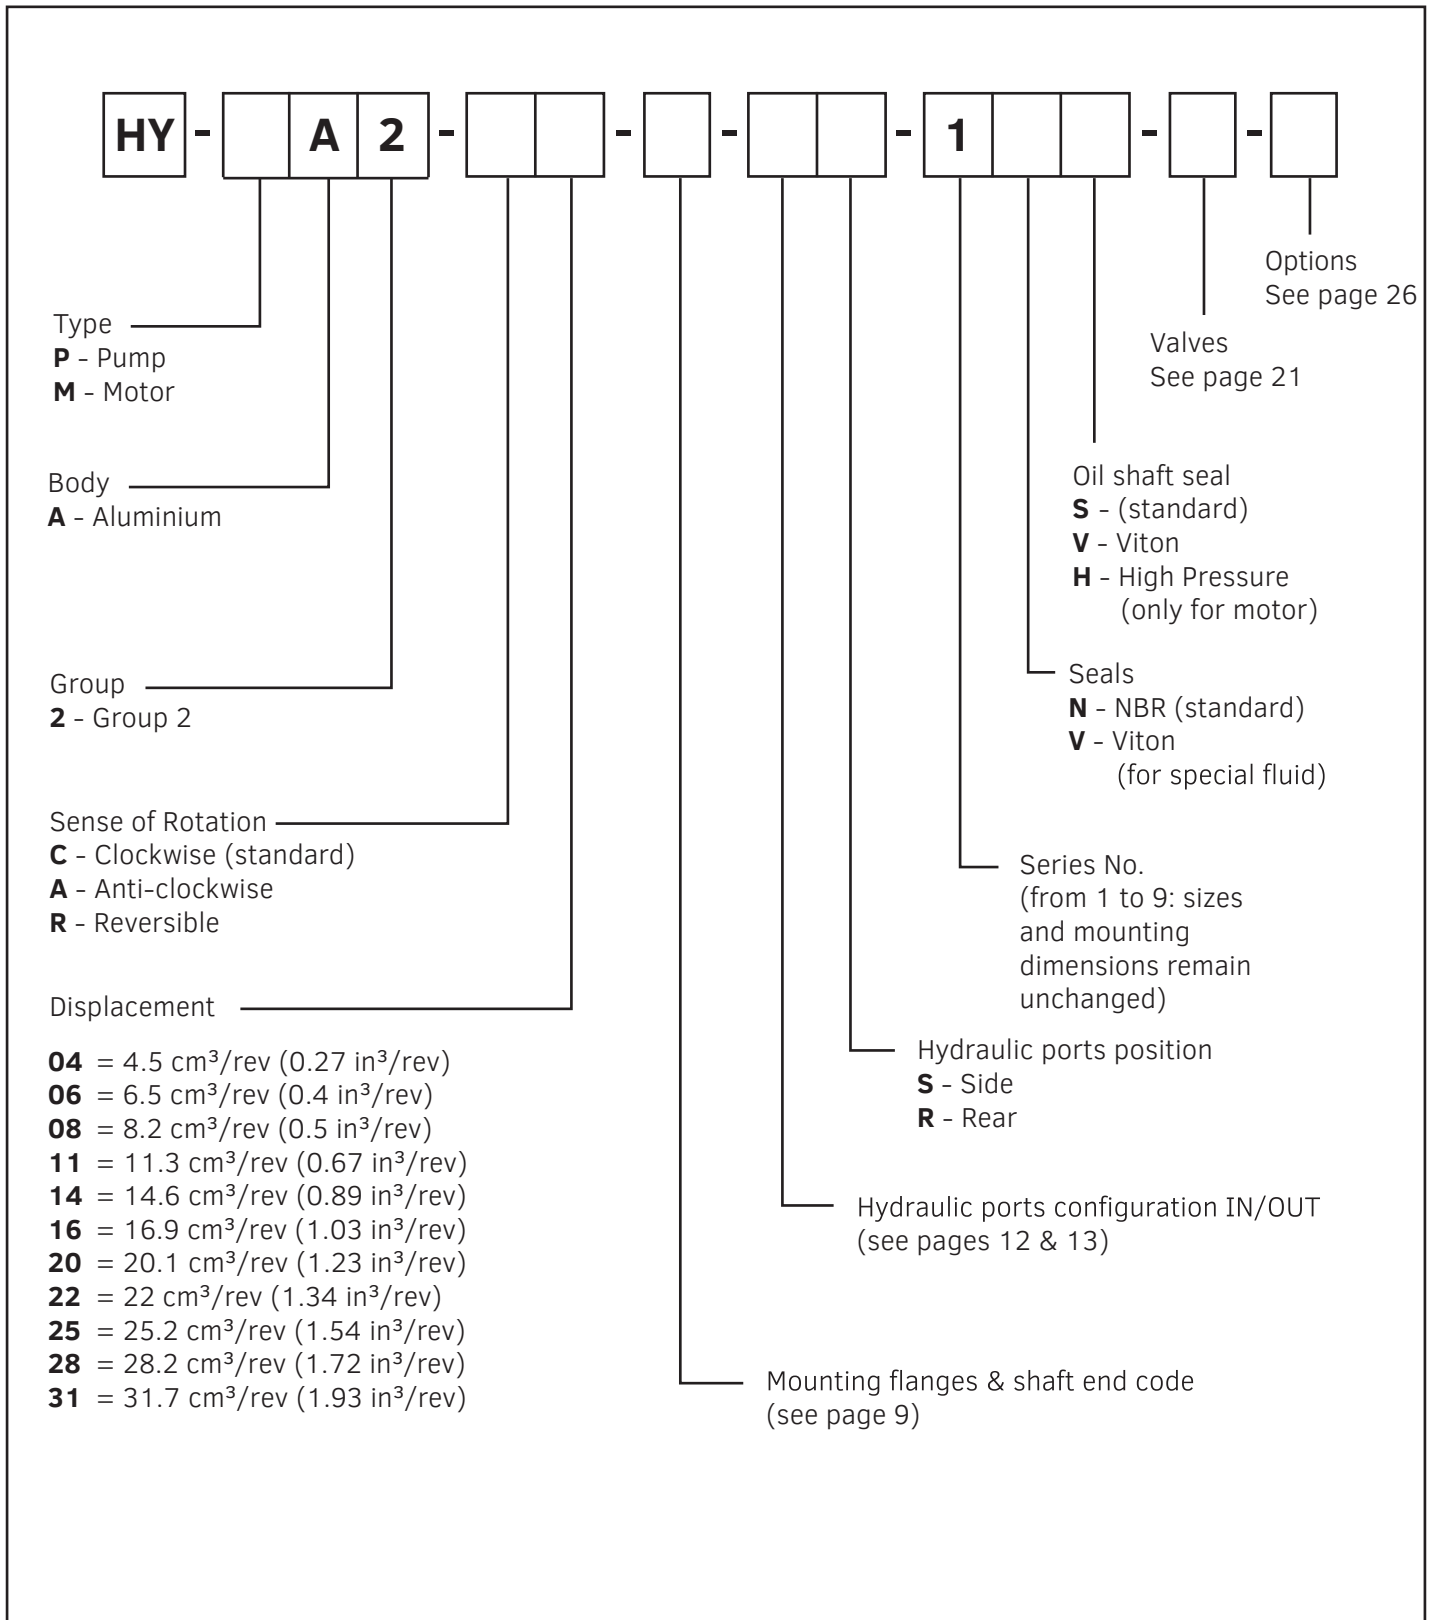 HY - A 2 - - - - 1 - -
Options
See page 26
Type
P - Pump
M - Motor
Valves
See page 21
Body
A - Aluminium
Oil shaft seal
S - (standard)
V - Viton
H - High Pressure
(only for motor)
Group
2 - Group 2
Seals
N - NBR (standard)
V - Viton
(for special fluid)
Sense of Rotation
C - Clockwise (standard)
A - Anti-clockwise
R - Reversible
Series No.
(from 1 to 9: sizes
and mounting
dimensions remain
unchanged)
Displacement
04 = 4.5 cm³/rev (0.27 in³/rev)
06 = 6.5 cm³/rev (0.4 in³/rev)
08 = 8.2 cm³/rev (0.5 in³/rev)
11 = 11.3 cm³/rev (0.67 in³/rev)
14 = 14.6 cm³/rev (0.89 in³/rev)
16 = 16.9 cm³/rev (1.03 in³/rev)
20 = 20.1 cm³/rev (1.23 in³/rev)
22 = 22 cm³/rev (1.34 in³/rev)
25 = 25.2 cm³/rev (1.54 in³/rev)
28 = 28.2 cm³/rev (1.72 in³/rev)
31 = 31.7 cm³/rev (1.93 in³/rev)
Hydraulic ports position
S - Side
R - Rear
Hydraulic ports configuration IN/OUT
(see pages 12 & 13)
Mounting flanges & shaft end code
(see page 9)